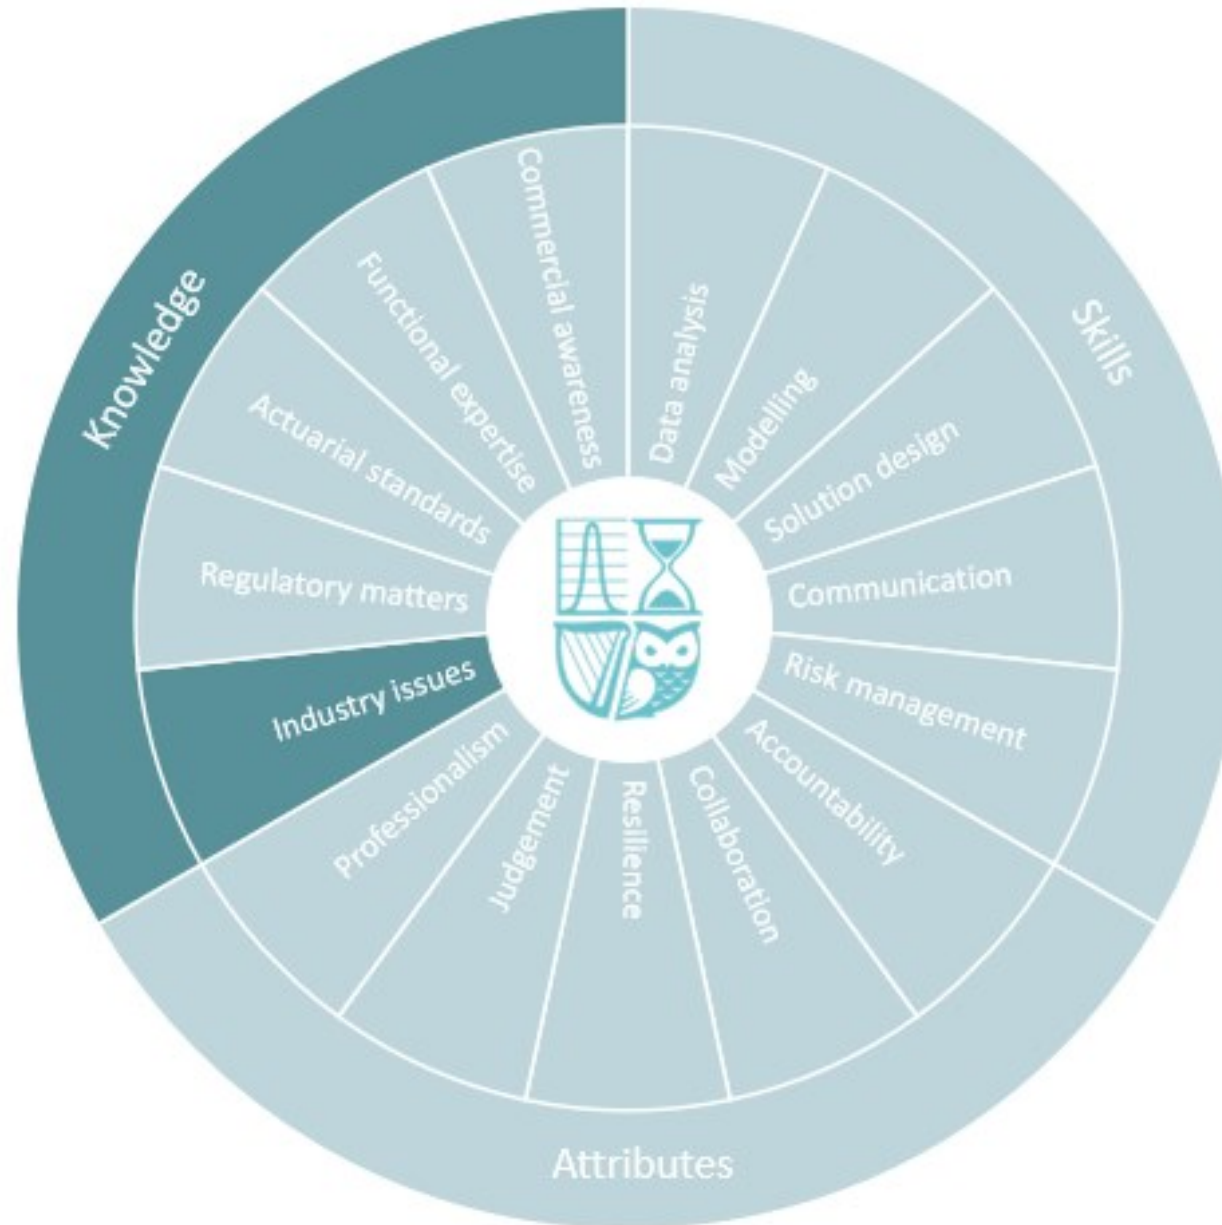 Knowledge
Skills
Attributes
Commercial awareness
Functional expertise
Actuarial standards
Regulatory matters
Industry issues
Data analysis
Modelling
Solution design
Communication
Risk management
Accountability
Collaboration
Resilience
Judgement
Professionalism